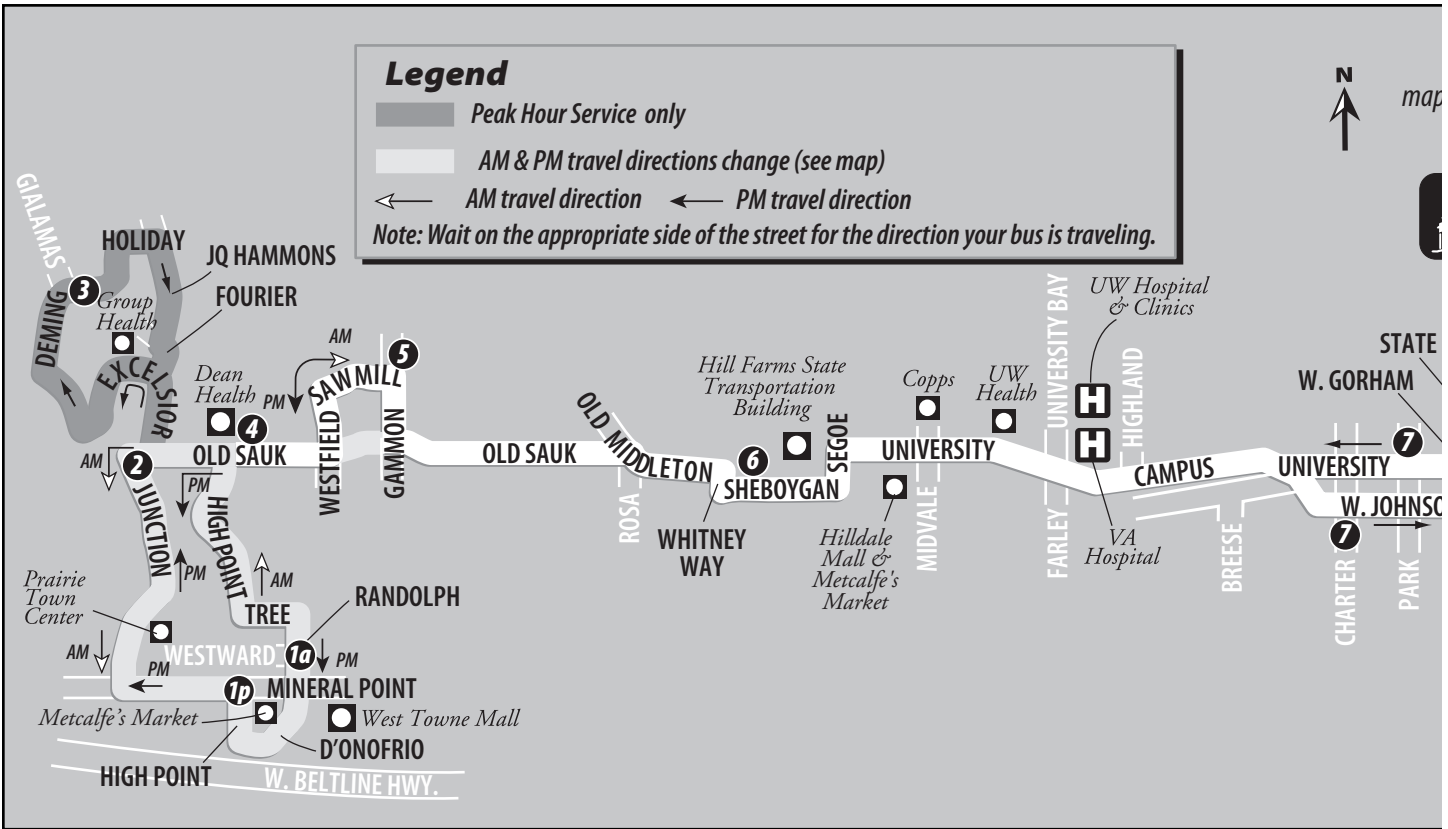 Legend
Peak Hour Service only
AM & PM travel directions change (see map)
AM travel direction
PM travel direction
Note: Wait on the appropriate side of the street for the direction your bus is traveling.
N
map
GIALAMAS
HOLIDAY
JQ HAMMONS
FOURIER
3
Group
Health
DEMING
EXCELSIOR
Dean
Health
4
PM
AM
SAWMILL
5
AM
2
OLD SAUK
PM
WESTFIELD
GAMMON
OLD SAUK
OLD MIDDLETON
ROSA
6
SHEBOYGAN
WHITNEY
WAY
Hill Farms State
Transportation
Building
SEGOE
Copps
UW
Health
UNIVERSITY
Hilldale
Mall &
Metcalfe's
Market
MIDVALE
FARLEY
UNIVERSITY BAY
UW Hospital
& Clinics
H
H
HIGHLAND
VA
Hospital
CAMPUS
BREESE
STATE
W. GORHAM
7
UNIVERSITY
W. JOHNSO
7
CHARTER
PARK
JUNCTION
HIGH POINT
PM
AM
TREE
RANDOLPH
Prairie
Town
Center
WESTWARD
1a
PM
AM
PM
1p
MINERAL POINT
Metcalfe's Market
West Towne Mall
D'ONOFRIO
HIGH POINT
W. BELTLINE HWY.